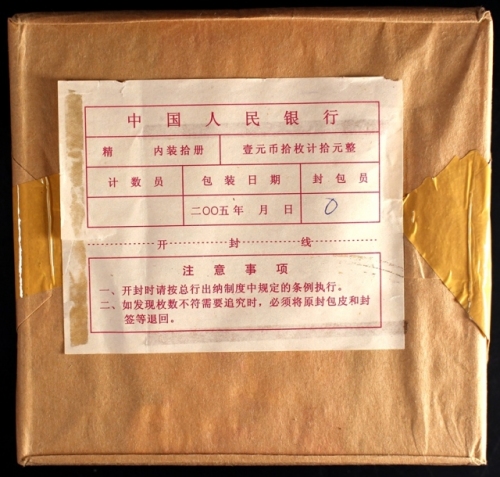 中国人民银行
精 内装拾册 壹元币拾枚计拾元整
计数员 包装日期 封包员
二〇〇五年 月 日 0
开 封 线
注意事项
一、开封时请按总行出纳制度中规定的条例执行。
二、如发现枚数不符需要追究时，必须将原封包皮和封
签等退回。